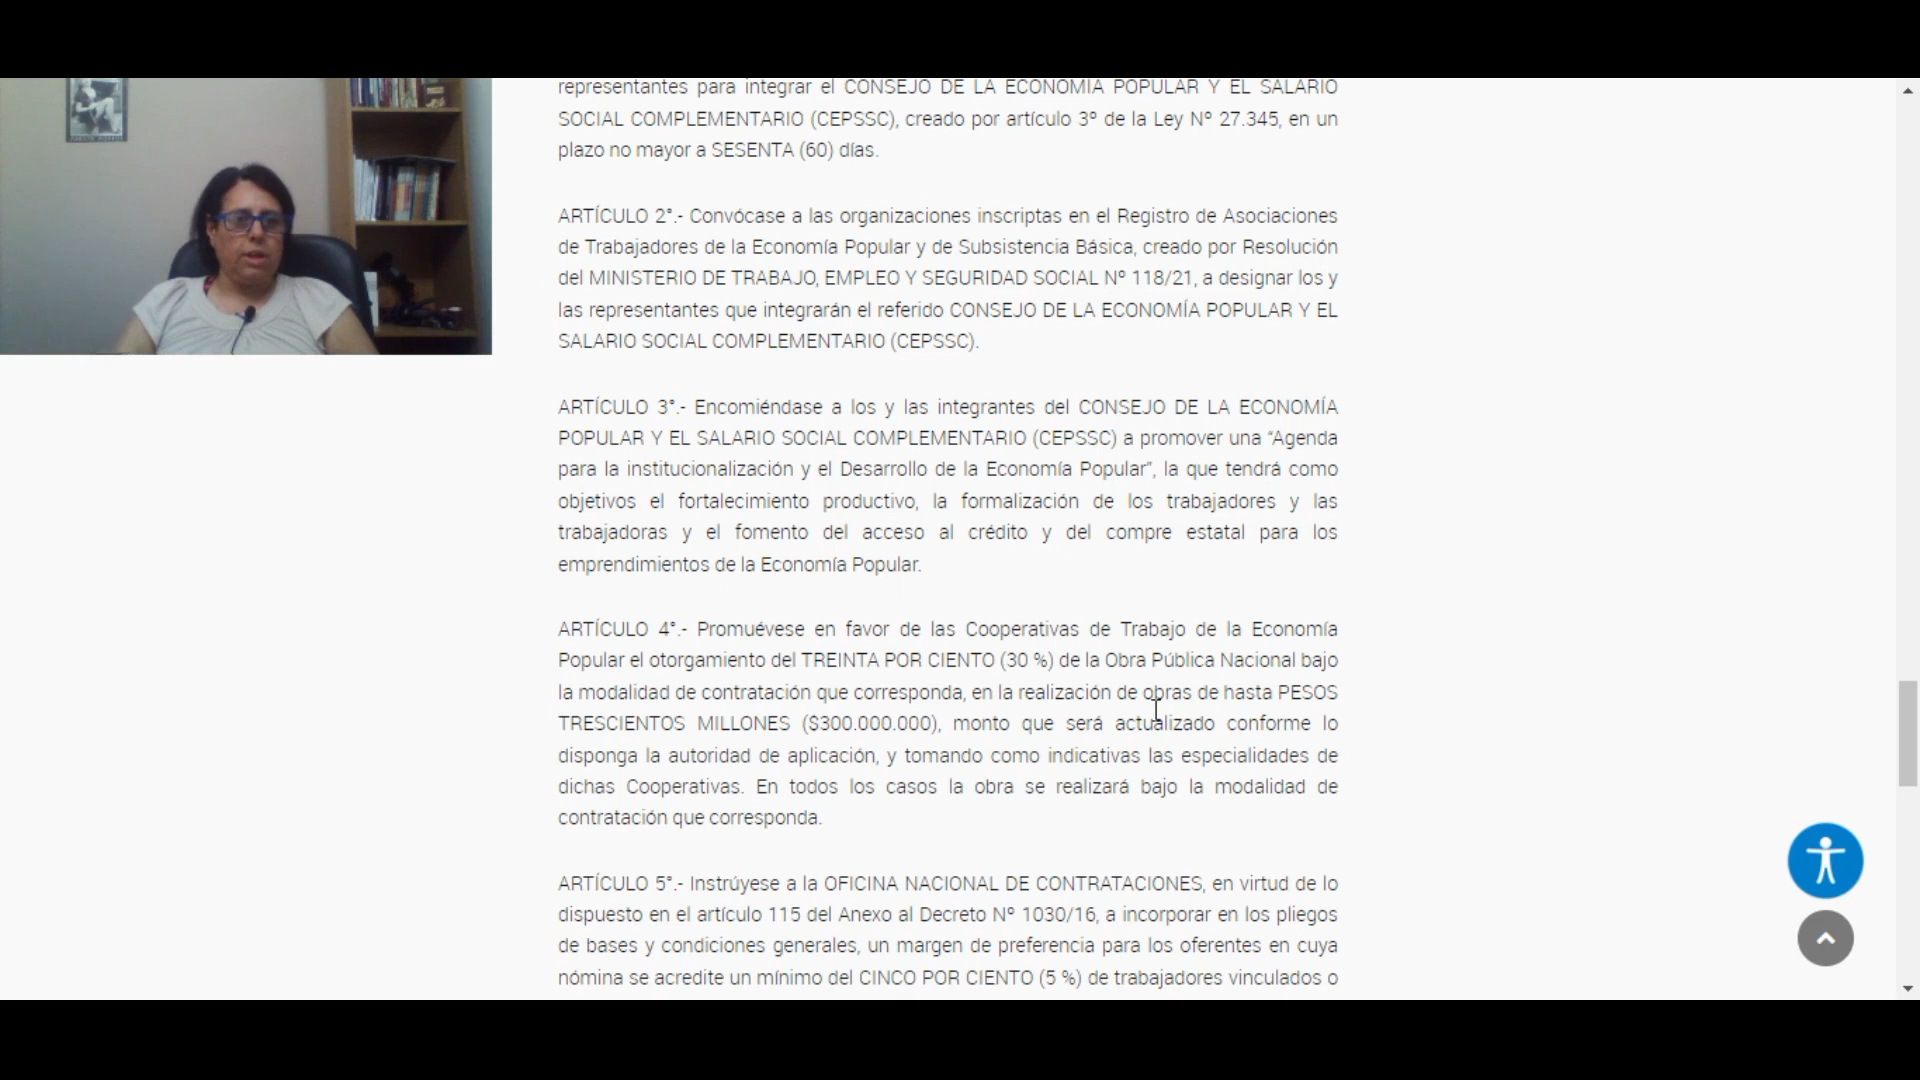 representantes para integrar el CONSEJO DE LA ECONOMÍA POPULAR Y EL SALARIO
SOCIAL COMPLEMENTARIO (CEPSSC), creado por artículo 3º de la Ley Nº 27.345, en un
plazo no mayor a SESENTA (60) días.
ARTÍCULO 2°.- Convócase a las organizaciones inscriptas en el Registro de Asociaciones
de Trabajadores de la Economía Popular y de Subsistencia Básica, creado por Resolución
del MINISTERIO DE TRABAJO, EMPLEO Y SEGURIDAD SOCIAL Nº 118/21, a designar los y
las representantes que integrarán el referido CONSEJO DE LA ECONOMÍA POPULAR Y EL
SALARIO SOCIAL COMPLEMENTARIO (CEPSSC).
ARTÍCULO 3°.- Encomiéndase a los y las integrantes del CONSEJO DE LA ECONOMÍA
POPULAR Y EL SALARIO SOCIAL COMPLEMENTARIO (CEPSSC) a promover una “Agenda
para la institucionalización y el Desarrollo de la Economía Popular”, la que tendrá como
objetivos el fortalecimiento productivo, la formalización de los trabajadores y las
trabajadoras y el fomento del acceso al crédito y del compre estatal para los
emprendimientos de la Economía Popular.
ARTÍCULO 4°.- Promuévese en favor de las Cooperativas de Trabajo de la Economía
Popular el otorgamiento del TREINTA POR CIENTO (30 %) de la Obra Pública Nacional bajo
la modalidad de contratación que corresponda, en la realización de obras de hasta PESOS
TRESCIENTOS MILLONES ($300.000.000), monto que será actualizado conforme lo
disponga la autoridad de aplicación, y tomando como indicativas las especialidades de
dichas Cooperativas. En todos los casos la obra se realizará bajo la modalidad de
contratación que corresponda.
ARTÍCULO 5°.- Instrúyese a la OFICINA NACIONAL DE CONTRATACIONES, en virtud de lo
dispuesto en el artículo 115 del Anexo al Decreto Nº 1030/16, a incorporar en los pliegos
de bases y condiciones generales, un margen de preferencia para los oferentes en cuya
nómina se acredite un mínimo del CINCO POR CIENTO (5 %) de trabajadores vinculados o